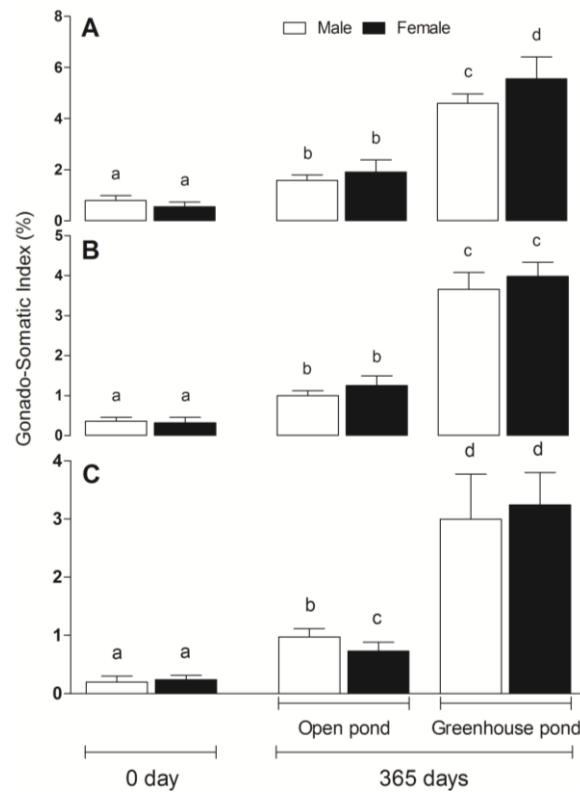 Gonado-Somatic Index (%)
A
Male Female
8
6
4
2
0
a a b b c d
B
5
4
3
2
1
0
a a b b c c
C
4
3
2
1
0
a a b c d d
Open pond Greenhouse pond
0 day 365 days